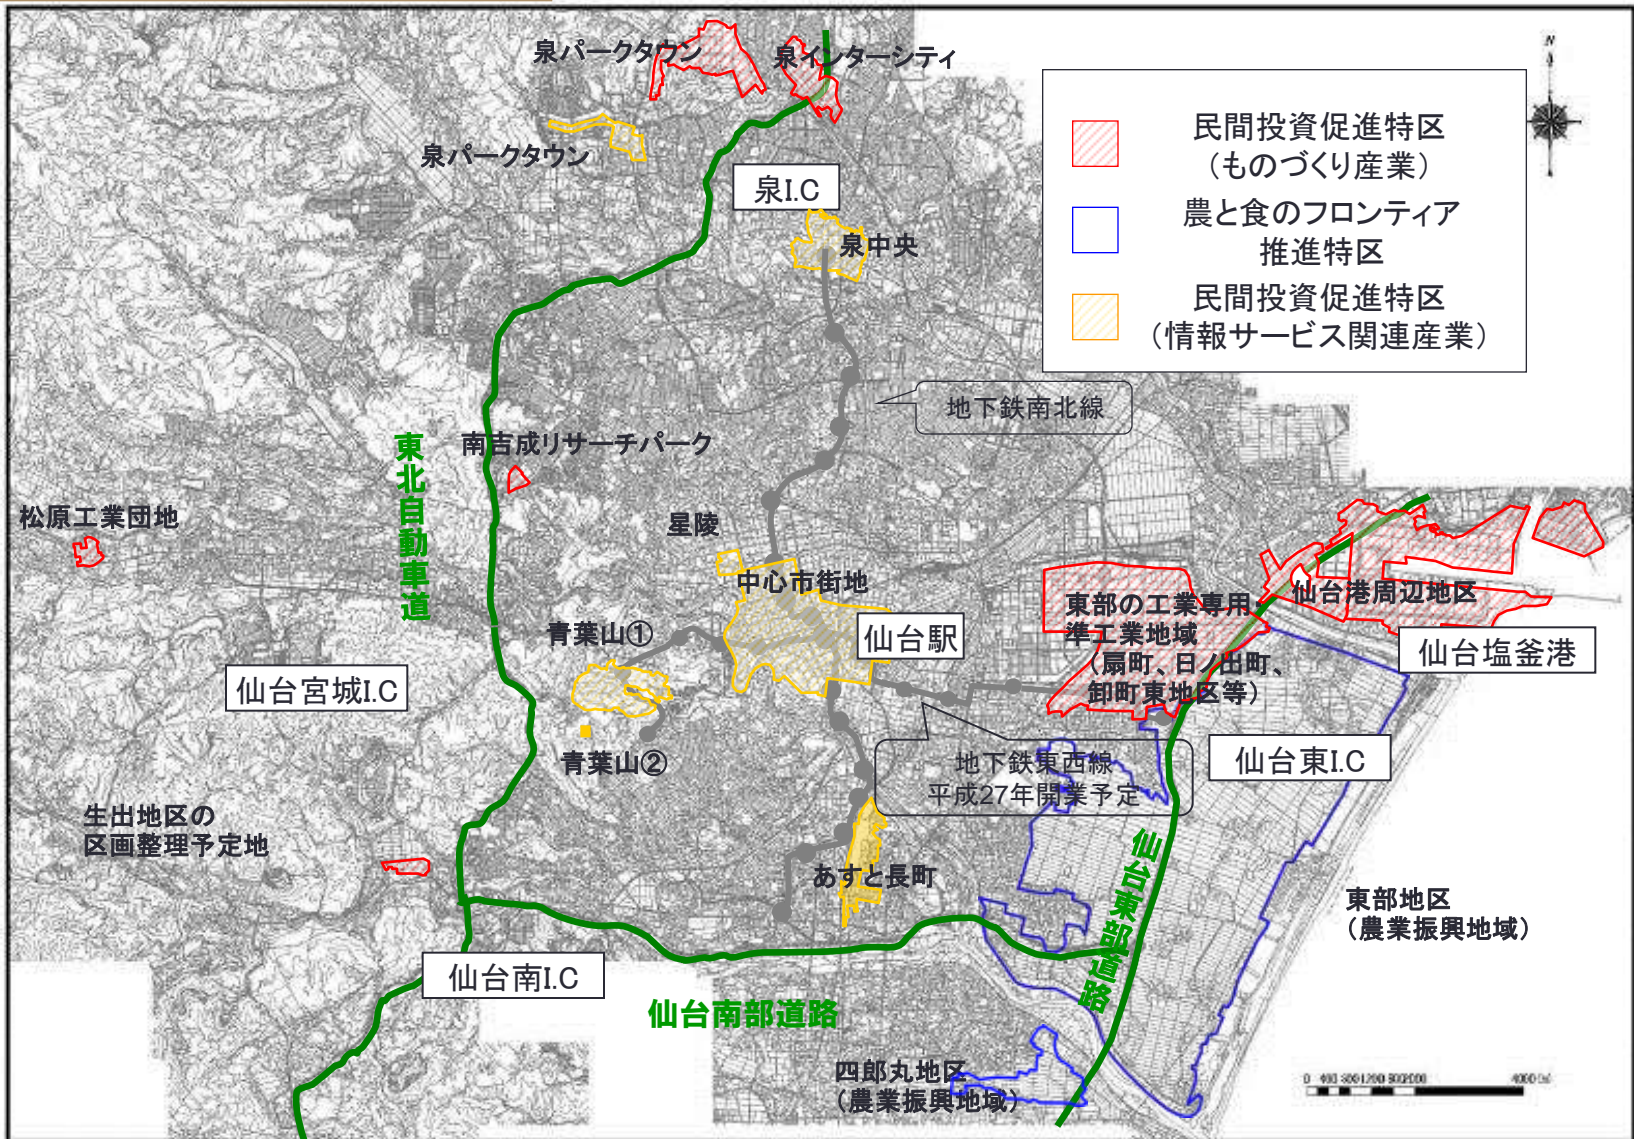 泉パークタウン
泉インターシティ
N
泉パークタウン
泉I.C
泉中央
民間投資促進特区
（ものづくり産業）
農と食のフロンティア
推進特区
民間投資促進特区
（情報サービス関連産業）
地下鉄南北線
東北自動車道
南吉成リサーチパーク
松原工業団地
星陵
中心市街地
青葉山①
仙台駅
東部の工業専用・
準工業地域
（扇町、日ノ出町、
卸町東地区等）
仙台港周辺地区
仙台塩釜港
仙台宮城I.C
青葉山②
地下鉄東西線
平成27年開業予定
仙台東I.C
生出地区の
区画整理予定地
あすと長町
仙台東部道路
東部地区
（農業振興地域）
仙台南I.C
仙台南部道路
四郎丸地区
（農業振興地域）